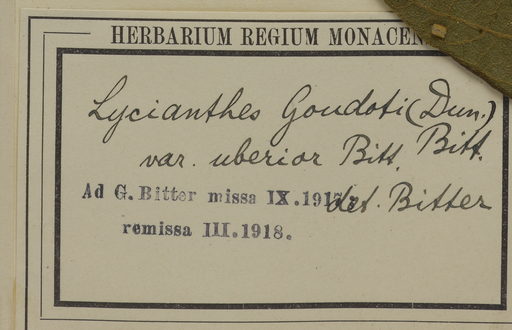 HERBARIUM REGIUM MONACEN
Lycianthes Goudoti (Dun.) Bitt.
var. uberior Bitt.
Ad G. Bitter missa IX. 1917. det. Bitter
remissa III. 1918.